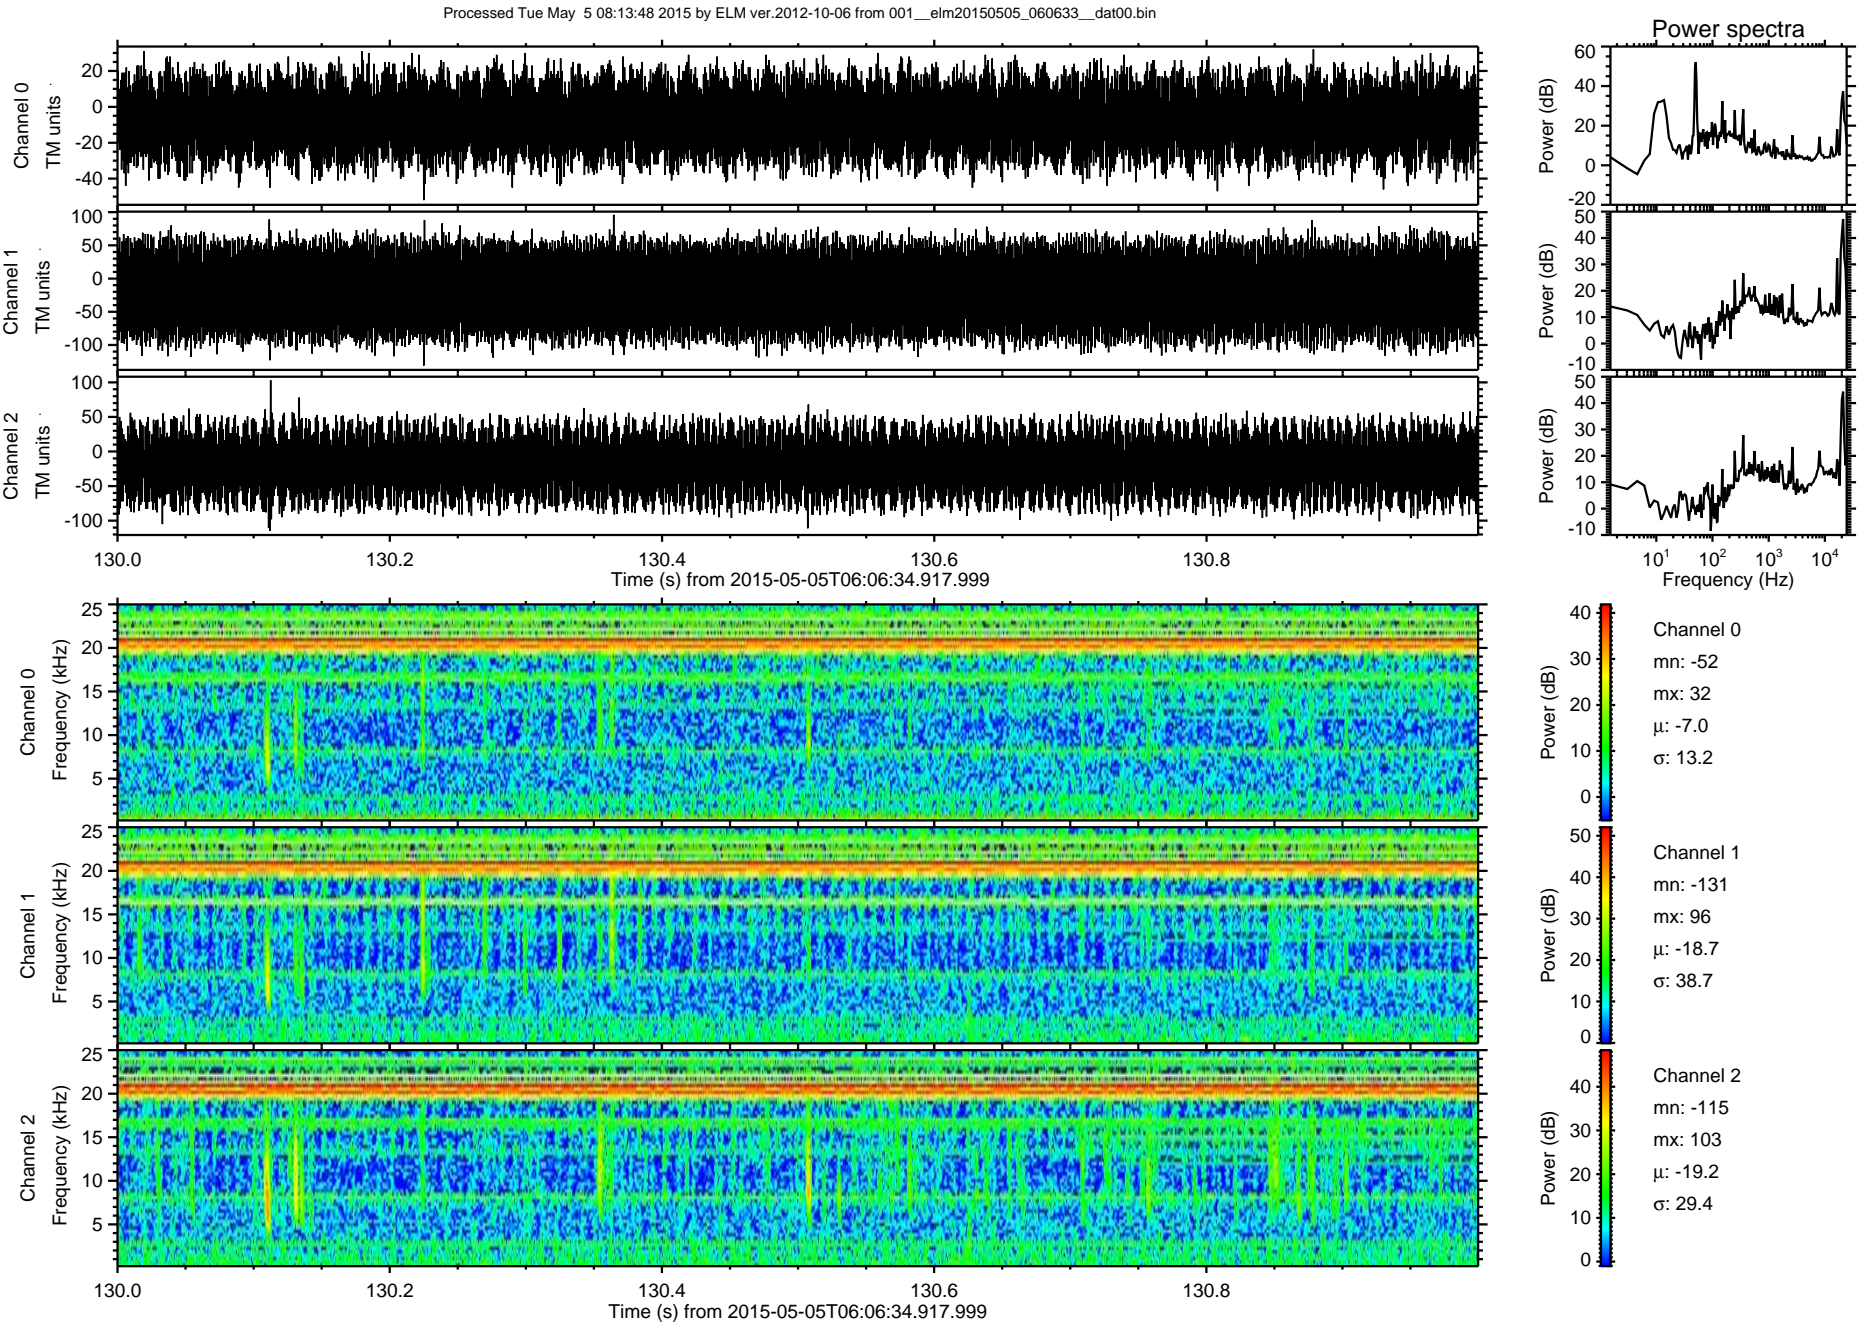 Processed Tue May 5 08:13:48 2015 by ELM ver.2012-10-06 from 001__elm20150505_060633__dat00.bin
Power spectra
Channel 0
TM units
20
0
-20
-40
Power (dB)
60
40
20
0
-20
Channel 1
TM units
100
50
0
-50
-100
Power (dB)
50
40
30
20
10
0
-10
Channel 2
TM units
100
50
0
-50
-100
Power (dB)
50
40
30
20
10
0
-10
130.0 130.2 130.4 130.6 130.8
Time (s) from 2015-05-05T06:06:34.917.999
10¹ 10² 10³ 10⁴
Frequency (Hz)
Channel 0
Frequency (kHz)
25
20
15
10
5
Power (dB)
40
30
20
10
0
Channel 0
mn: -52
mx: 32
μ: -7.0
σ: 13.2
Channel 1
Frequency (kHz)
25
20
15
10
5
Power (dB)
50
40
30
20
10
0
Channel 1
mn: -131
mx: 96
μ: -18.7
σ: 38.7
Channel 2
Frequency (kHz)
25
20
15
10
5
Power (dB)
40
30
20
10
0
Channel 2
mn: -115
mx: 103
μ: -19.2
σ: 29.4
130.0 130.2 130.4 130.6 130.8
Time (s) from 2015-05-05T06:06:34.917.999